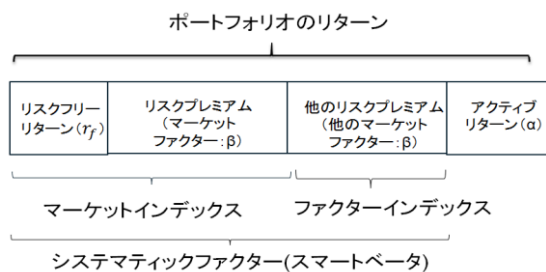 ポートフォリオのリターン
リスクフリー
リターン(r_f)
リスクプレミアム
(マーケット
ファクター:β)
他のリスクプレミアム
(他のマーケット
ファクター:β)
アクティブ
リターン(α)
マーケットインデックス
ファクターインデックス
システマティックファクター(スマートベータ)